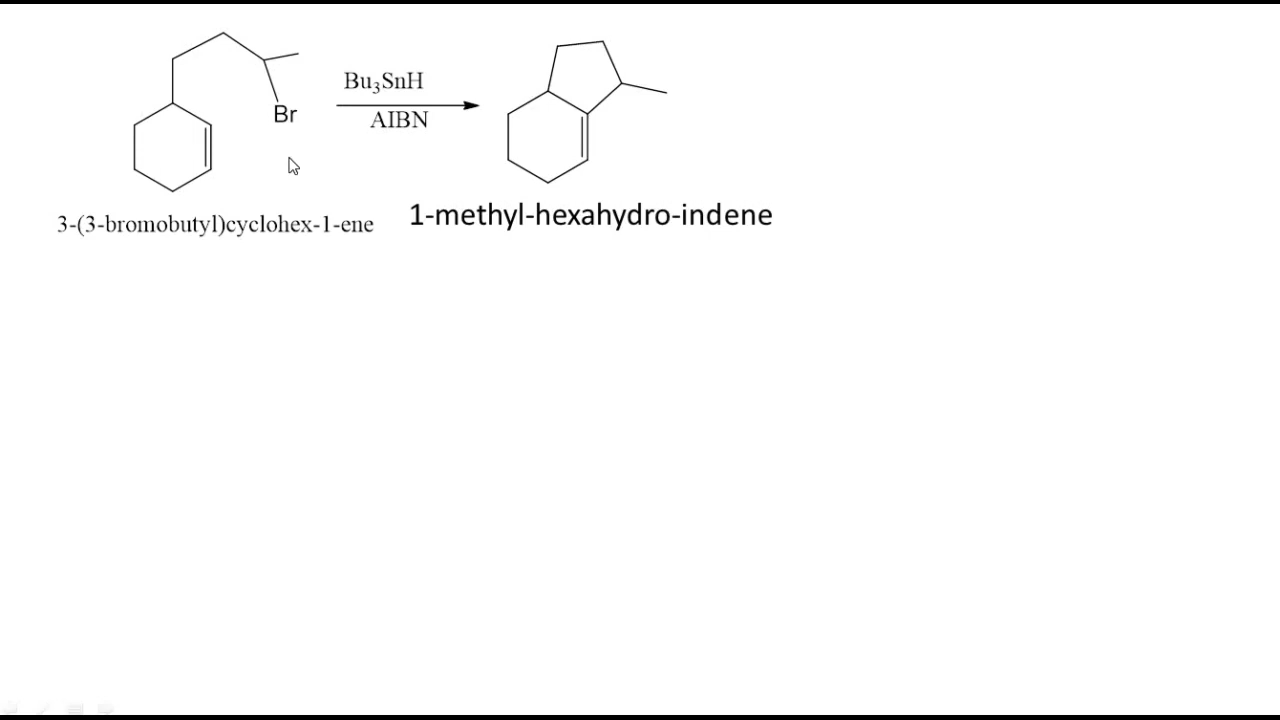 Bu₃SnH
Br
AIBN
3-(3-bromobutyl)cyclohex-1-ene
1-methyl-hexahydro-indene